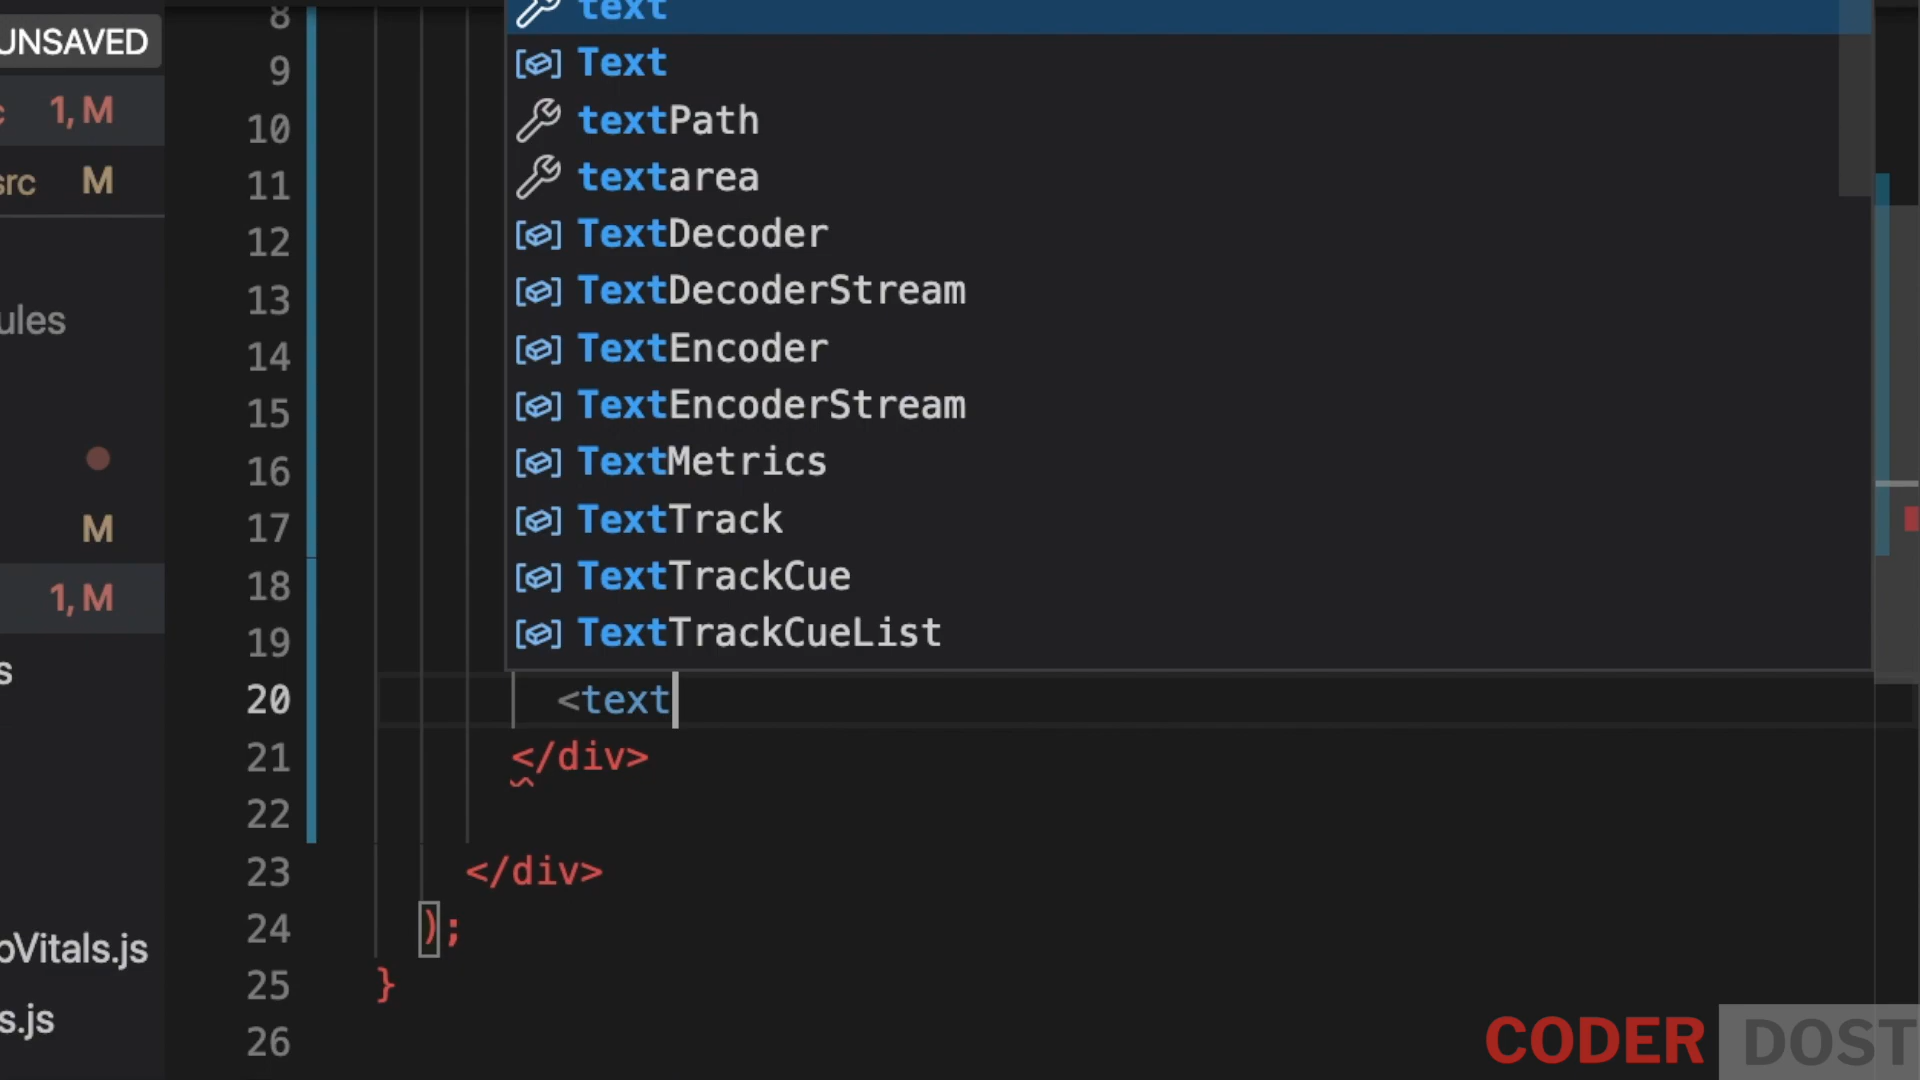 UNSAVED
1, M
src M
ules
M
1, M
s
bVitals.js
s.js
8
9
10
11
12
13
14
15
16
17
18
19
20 <text
21 </div>
22
23 </div>
24 );
25 }
26
text
Text
textPath
textarea
TextDecoder
TextDecoderStream
TextEncoder
TextEncoderStream
TextMetrics
TextTrack
TextTrackCue
TextTrackCueList
CODER DOST